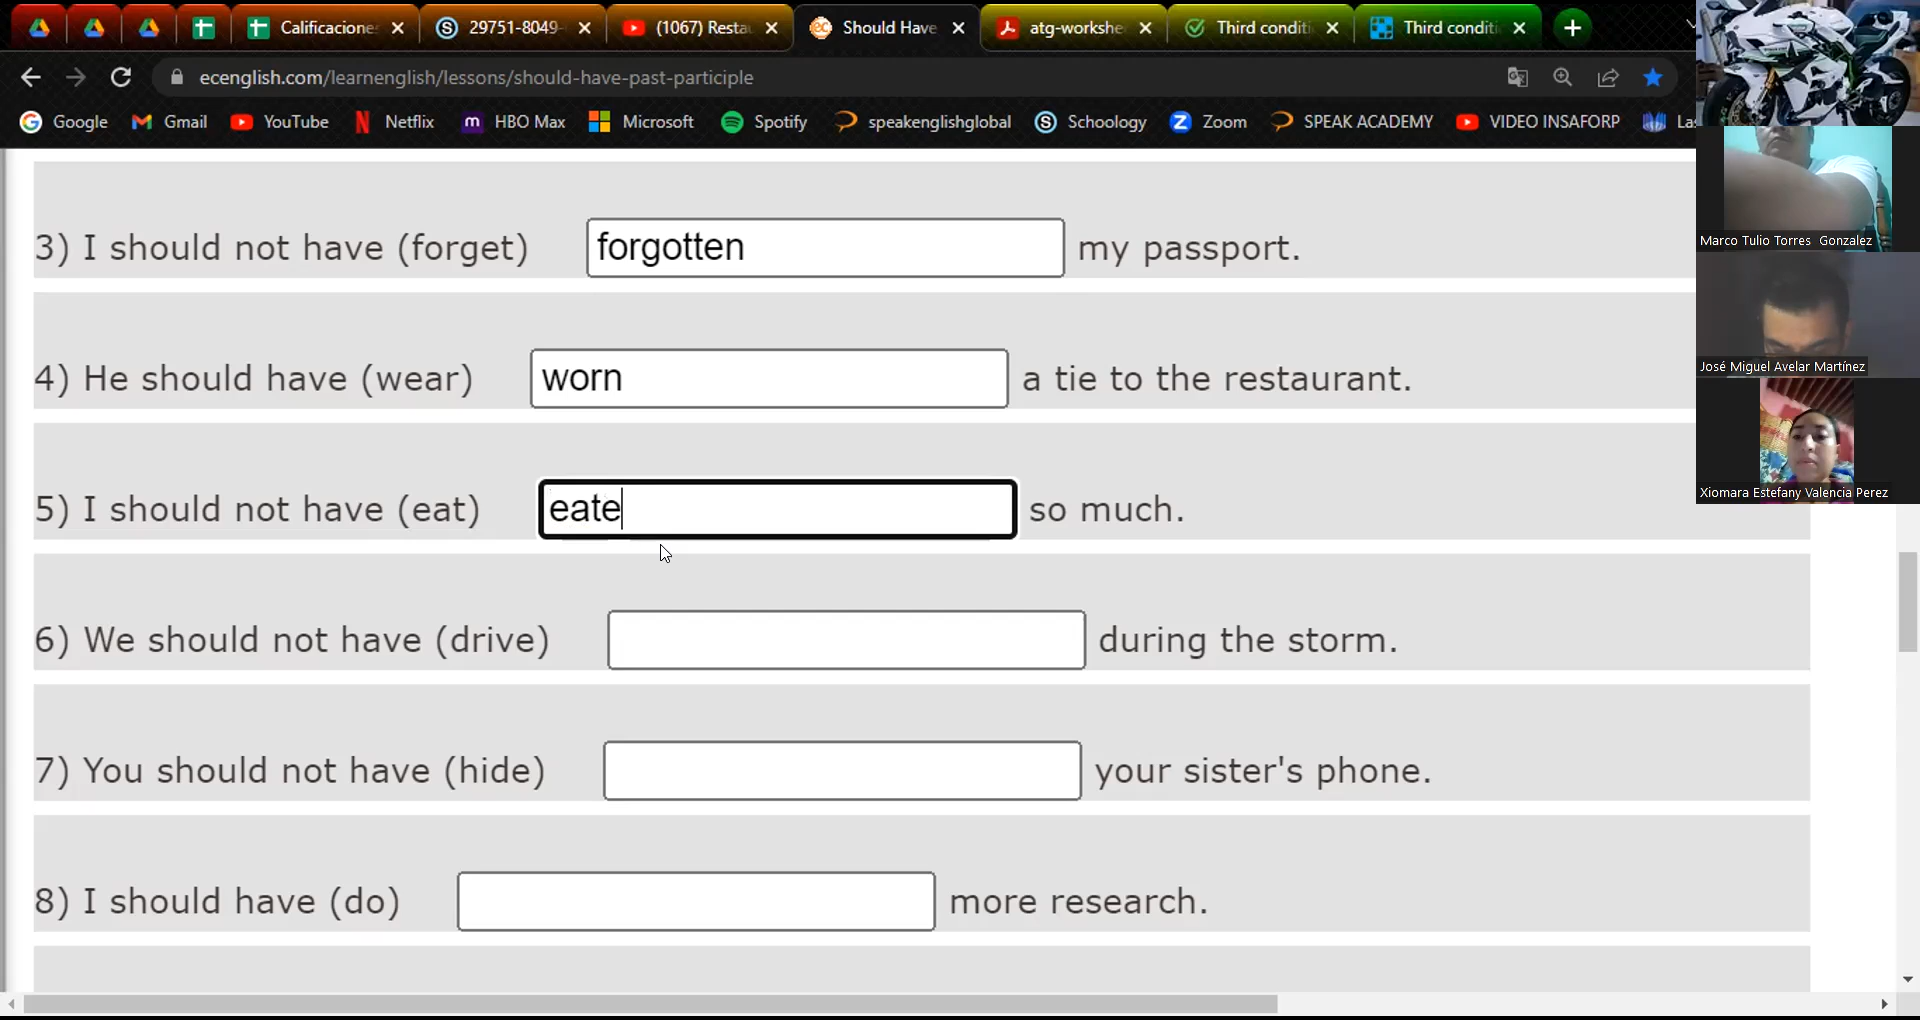 Calificacione
29751-8049-
(1067) Resta
Should Have
atg-workshe
Third conditi
Third conditi
ecenglish.com/learnenglish/lessons/should-have-past-participle
Google Gmail YouTube Netflix HBO Max Microsoft Spotify speakenglishglobal Schoology Zoom SPEAK ACADEMY VIDEO INSAFORP La
3) I should not have (forget) forgotten my passport.
4) He should have (wear) worn a tie to the restaurant.
5) I should not have (eat) eate so much.
6) We should not have (drive) during the storm.
7) You should not have (hide) your sister's phone.
8) I should have (do) more research.
Marco Tulio Torres Gonzalez
José Miguel Avelar Martínez
Xiomara Estefany Valencia Perez